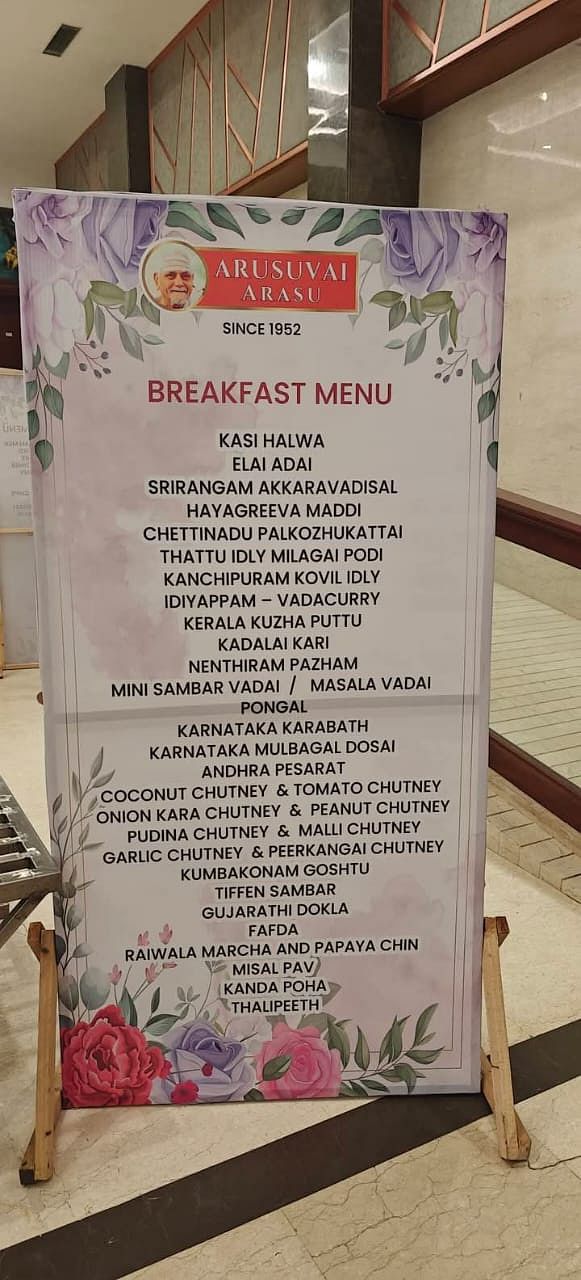 ARUSUVAI
ARASU
SINCE 1952
BREAKFAST MENU
KASI HALWA
ELAI ADAI
SRIRANGAM AKKARAVADISAL
HAYAGREEVA MADDI
CHETTINADU PALKOZHUKATTAI
THATTU IDLY MILAGAI PODI
KANCHIPURAM KOVIL IDLY
IDIYAPPAM – VADACURRY
KERALA KUZHA PUTTU
KADALAI KARI
NENTHIRAM PAZHAM
MINI SAMBAR VADAI / MASALA VADAI
PONGAL
KARNATAKA KARABATH
KARNATAKA MULBAGAL DOSAI
ANDHRA PESARAT
COCONUT CHUTNEY & TOMATO CHUTNEY
ONION KARA CHUTNEY & PEANUT CHUTNEY
PUDINA CHUTNEY & MALLI CHUTNEY
GARLIC CHUTNEY & PEERKANGAI CHUTNEY
KUMBAKONAM GOSHTU
TIFFEN SAMBAR
GUJARATHI DOKLA
FAFDA
RAIWALA MARCHA AND PAPAYA CHIN
MISAL PAV
KANDA POHA
THALIPEETH